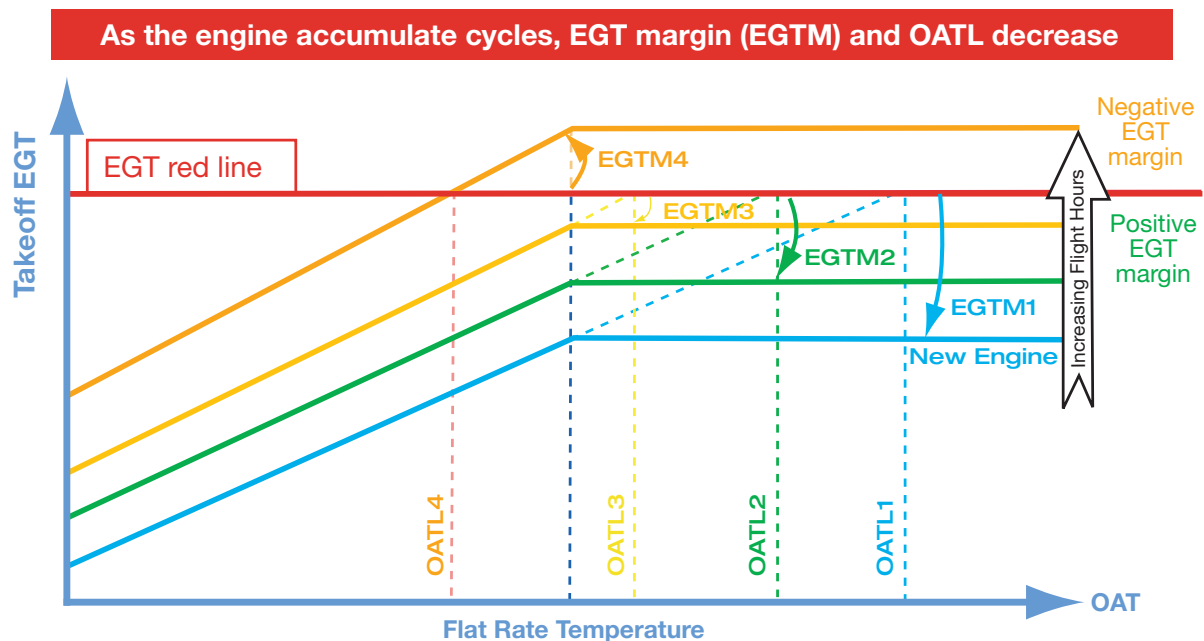 As the engine accumulate cycles, EGT margin (EGTM) and OATL decrease
Takeoff EGT
EGT red line
Negative
EGT
margin
EGTM4
EGTM3
EGTM2
EGTM1
Positive
EGT
margin
New Engine
Increasing Flight Hours
OATL4
OATL3
OATL2
OATL1
OAT
Flat Rate Temperature